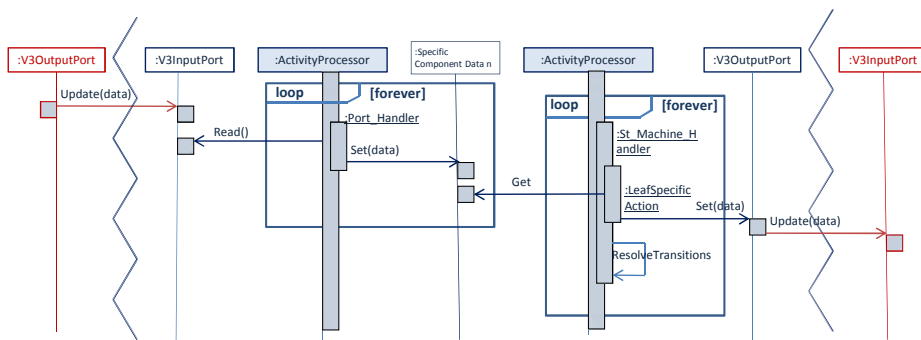 :V3OutputPort
:V3InputPort
:ActivityProcessor
:Specific
Component Data n
:ActivityProcessor
:V3OutputPort
:V3InputPort
loop
[forever]
Update(data)
:Port_Handler
Read()
Set(data)
loop
[forever]
:St_Machine_H
andler
Get
:LeafSpecific
Action
Set(data)
Update(data)
ResolveTransitions